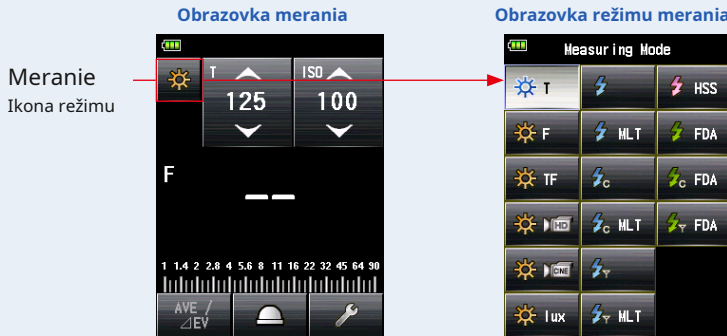 Obrazovka merania
Obrazovka režimu merania
Meranie
Ikona režimu
T
ISO
125
100
F
1 1.4 2 2.8 4 5.6 8 11 16 22 32 45 64 90
AVE /
⊿EV
Measuring Mode
T
HSS
F
MLT
FDA
TF
C
C FDA
HD
C MLT
FDA
CINE
lux
MLT